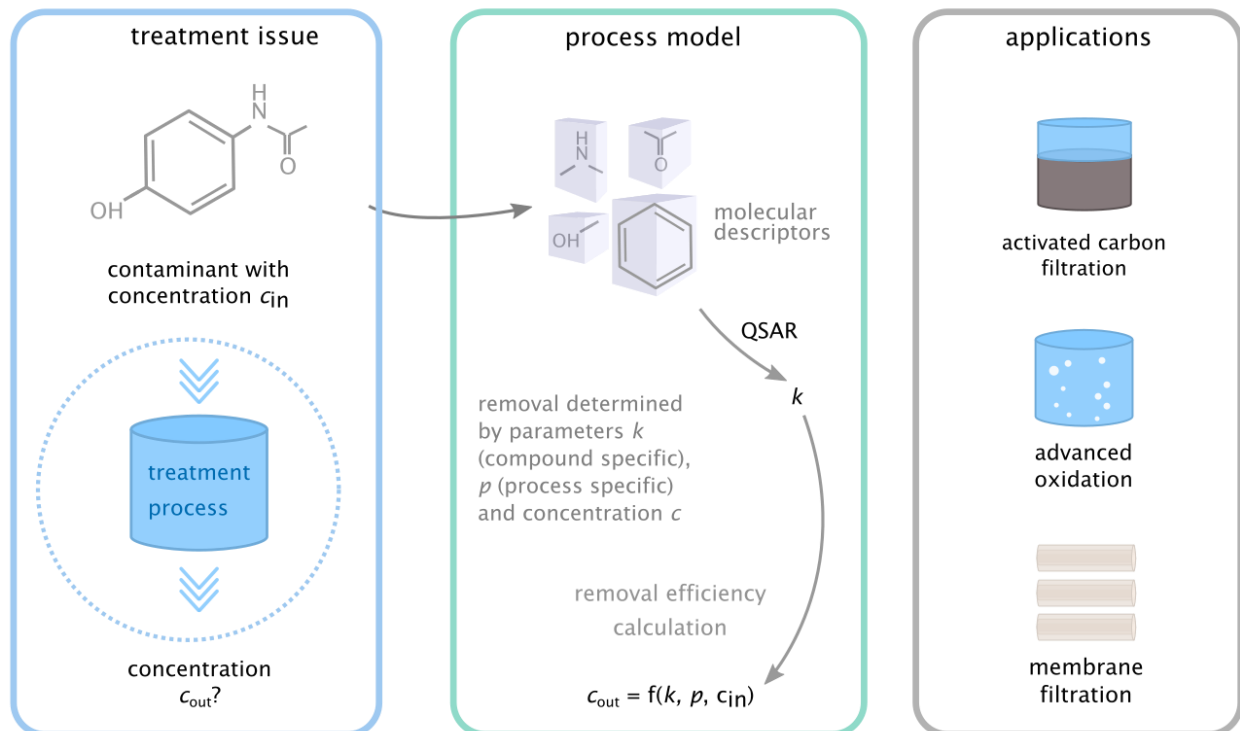 treatment issue
H
N
O
OH
contaminant with
concentration cin
treatment
process
concentration
cout?
process model
H
N
O
OH
molecular
descriptors
QSAR
k
removal determined
by parameters k
(compound specific),
p (process specific)
and concentration c
removal efficiency
calculation
cout = f(k, p, cin)
applications
activated carbon
filtration
advanced
oxidation
membrane
filtration